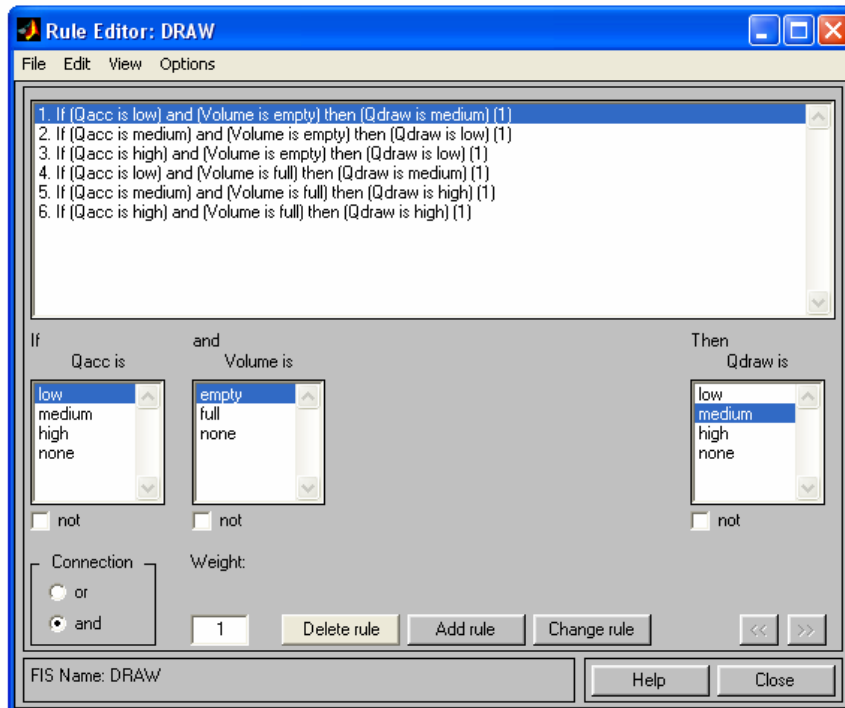 Rule Editor: DRAW
File Edit View Options
1. If (Qacc is low) and (Volume is empty) then (Qdraw is medium) (1)
2. If (Qacc is medium) and (Volume is empty) then (Qdraw is low) (1)
3. If (Qacc is high) and (Volume is empty) then (Qdraw is low) (1)
4. If (Qacc is low) and (Volume is full) then (Qdraw is medium) (1)
5. If (Qacc is medium) and (Volume is full) then (Qdraw is high) (1)
6. If (Qacc is high) and (Volume is full) then (Qdraw is high) (1)
If and Then
Qacc is Volume is Qdraw is
low empty low
medium full medium
high none high
none none
not not not
Connection Weight:
or
and 1 Delete rule Add rule Change rule << >>
FIS Name: DRAW Help Close